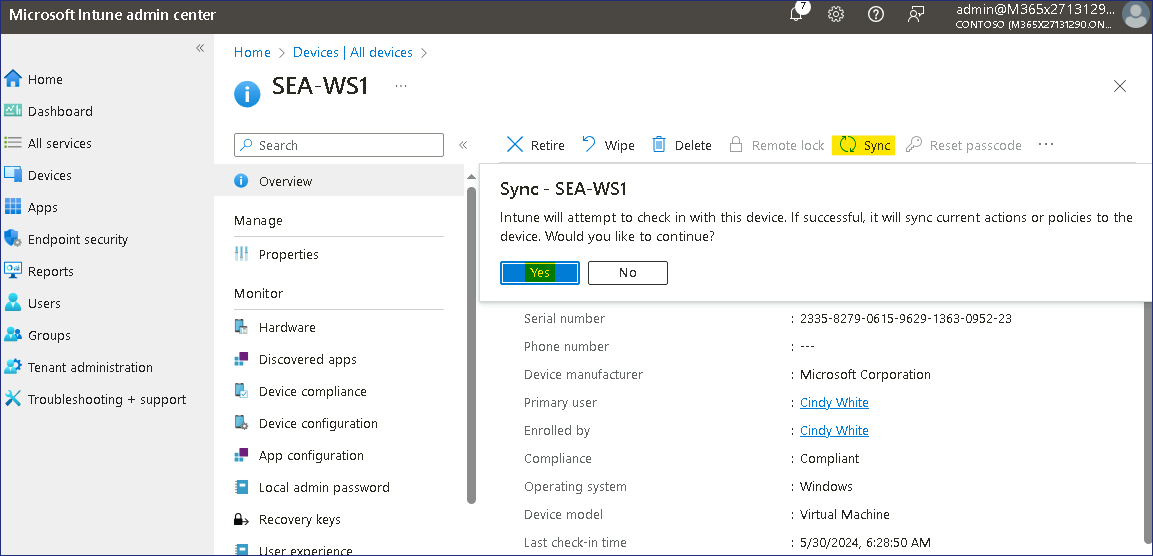 Microsoft Intune admin center
7
admin@M365x2713129...
CONTOSO (M365X27131290.ON...
«
Home
Dashboard
All services
Devices
Apps
Endpoint security
Reports
Users
Groups
Tenant administration
Troubleshooting + support
Home > Devices | All devices >
SEA-WS1 ...
Search
«
Overview
Manage
Properties
Monitor
Hardware
Discovered apps
Device compliance
Device configuration
App configuration
Local admin password
Recovery keys
User experience
Retire Wipe Delete Remote lock Sync Reset passcode ...
Sync - SEA-WS1
Intune will attempt to check in with this device. If successful, it will sync current actions or policies to the
device. Would you like to continue?
Yes No
Serial number : 2335-8279-0615-9629-1363-0952-23
Phone number : ---
Device manufacturer : Microsoft Corporation
Primary user : Cindy White
Enrolled by : Cindy White
Compliance : Compliant
Operating system : Windows
Device model : Virtual Machine
Last check-in time : 5/30/2024, 6:28:50 AM